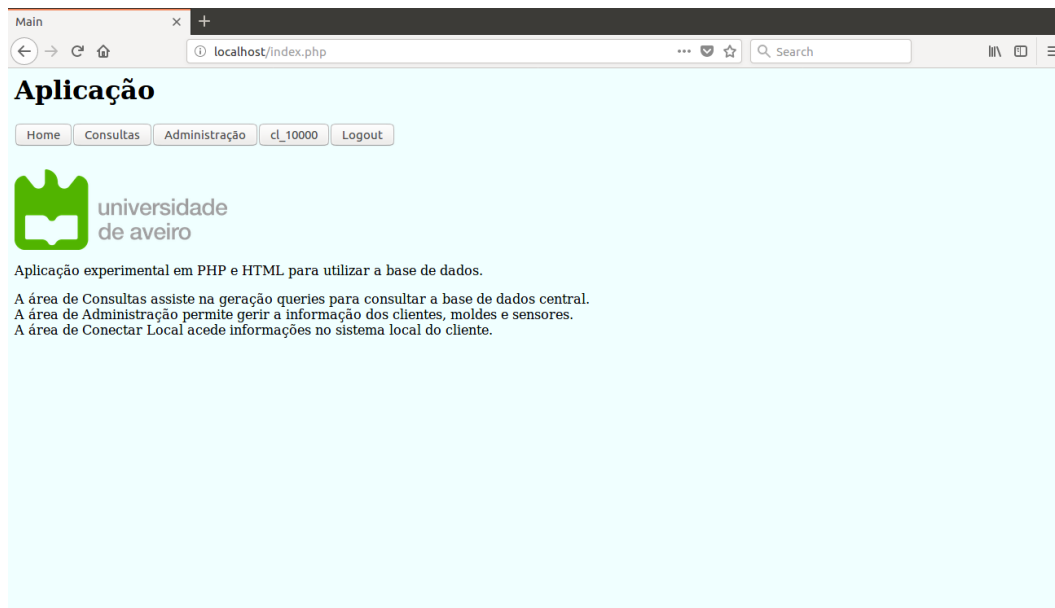 Main
localhost/index.php
Search
Aplicação
Home Consultas Administração cl_10000 Logout
universidade
de aveiro
Aplicação experimental em PHP e HTML para utilizar a base de dados.
A área de Consultas assiste na geração queries para consultar a base de dados central.
A área de Administração permite gerir a informação dos clientes, moldes e sensores.
A área de Conectar Local acede informações no sistema local do cliente.